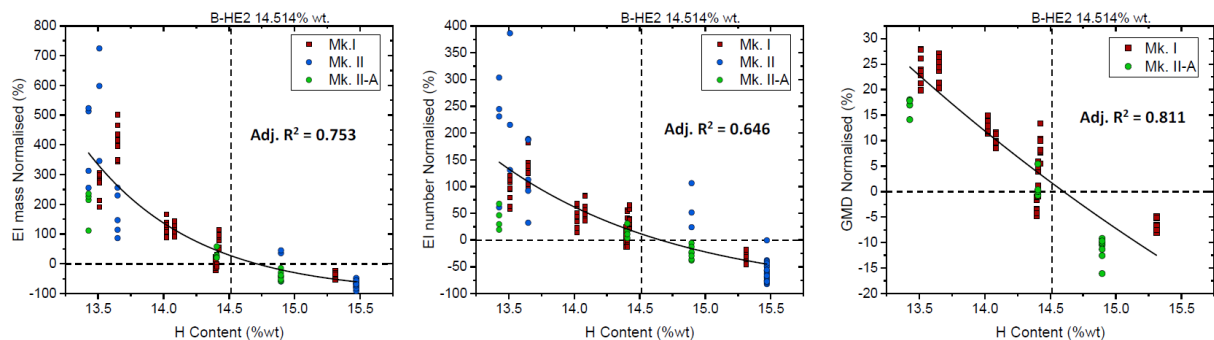 B-HE2 14.514% wt.
EI mass Normalised (%)
800
700
600
500
400
300
200
100
0
-100
Mk. I
Mk. II
Mk. II-A
Adj. R² = 0.753
13.5 14.0 14.5 15.0 15.5
H Content (%wt)
B-HE2 14.514% wt.
EI number Normalised (%)
400
350
300
250
200
150
100
50
0
-50
-100
Mk. I
Mk. II
Mk. II-A
Adj. R² = 0.646
13.5 14.0 14.5 15.0 15.5
H Content (%wt)
B-HE2 14.514% wt.
GMD Normalised (%)
30
25
20
15
10
5
0
-5
-10
-15
-20
Mk. I
Mk. II-A
Adj. R² = 0.811
13.5 14.0 14.5 15.0 15.5
H Content (%wt)